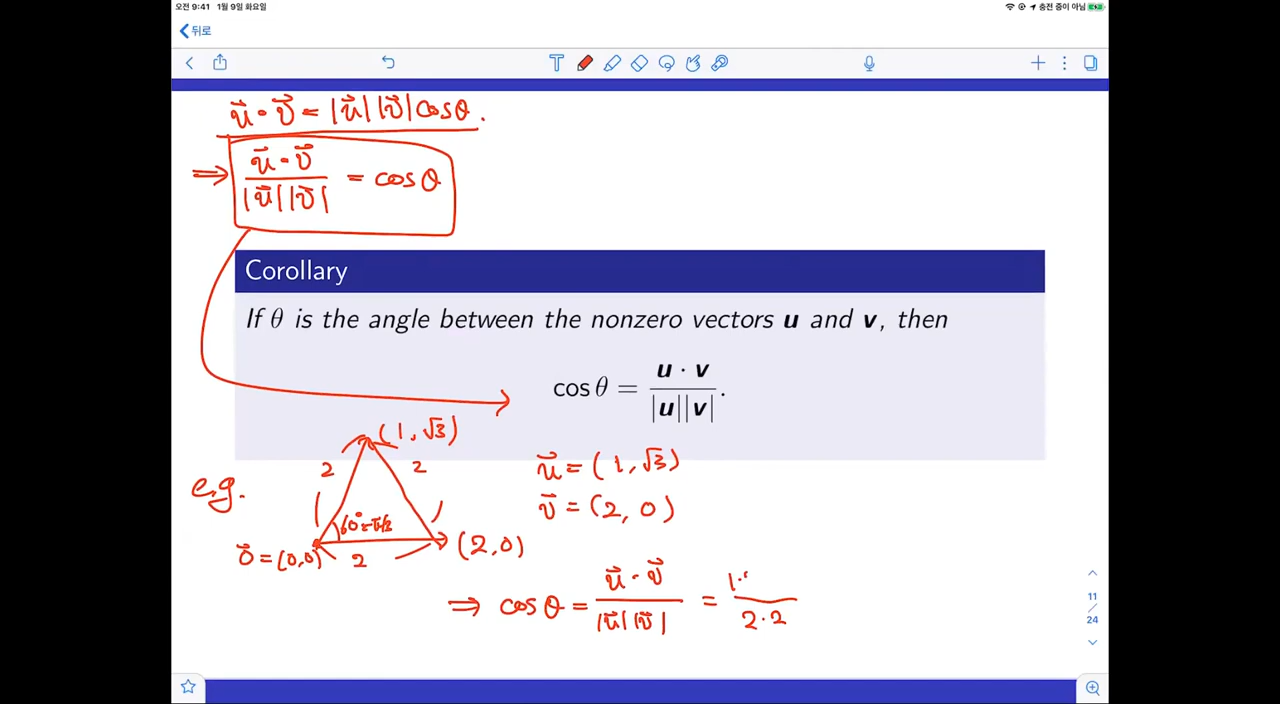 오전 9:41 1월 9일 화요일
충전 중이 아님
뒤로
u⃗ · v⃗ = |u⃗| |v⃗| cosθ.
⇒ u⃗ · v⃗ / |u⃗| |v⃗| = cosθ
Corollary
If θ is the angle between the nonzero vectors u and v, then
cos θ = u · v / |u||v|.
e.g.
(1, √3)
2
2
60°=π/3
0⃗ = (0,0)
2
(2,0)
u⃗ = (1, √3)
v⃗ = (2, 0)
⇒ cosθ = u⃗ · v⃗ / |u⃗| |v⃗| = 1· / 2·2
11
/
24